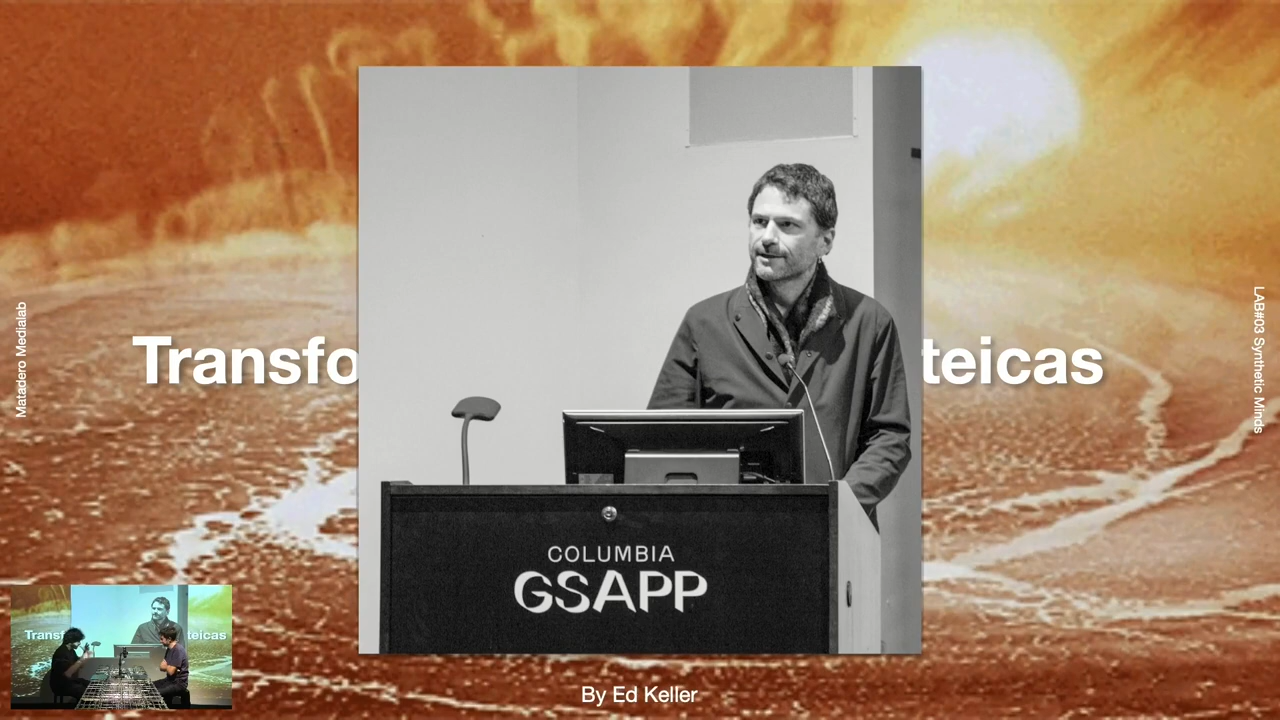 Matadero Medialab
Transfo
teicas
LAB#03 Synthetic Minds
COLUMBIA
GSAPP
Transf
teicas
By Ed Keller